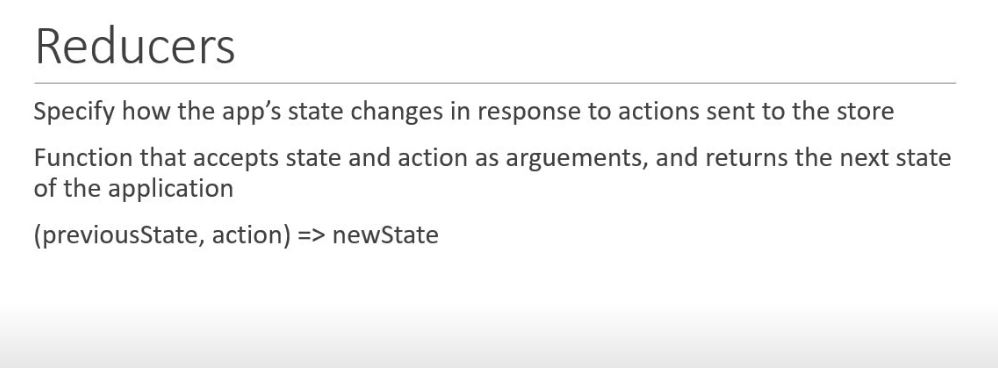 Reducers
Specify how the app’s state changes in response to actions sent to the store
Function that accepts state and action as arguements, and returns the next state
of the application
(previousState, action) => newState